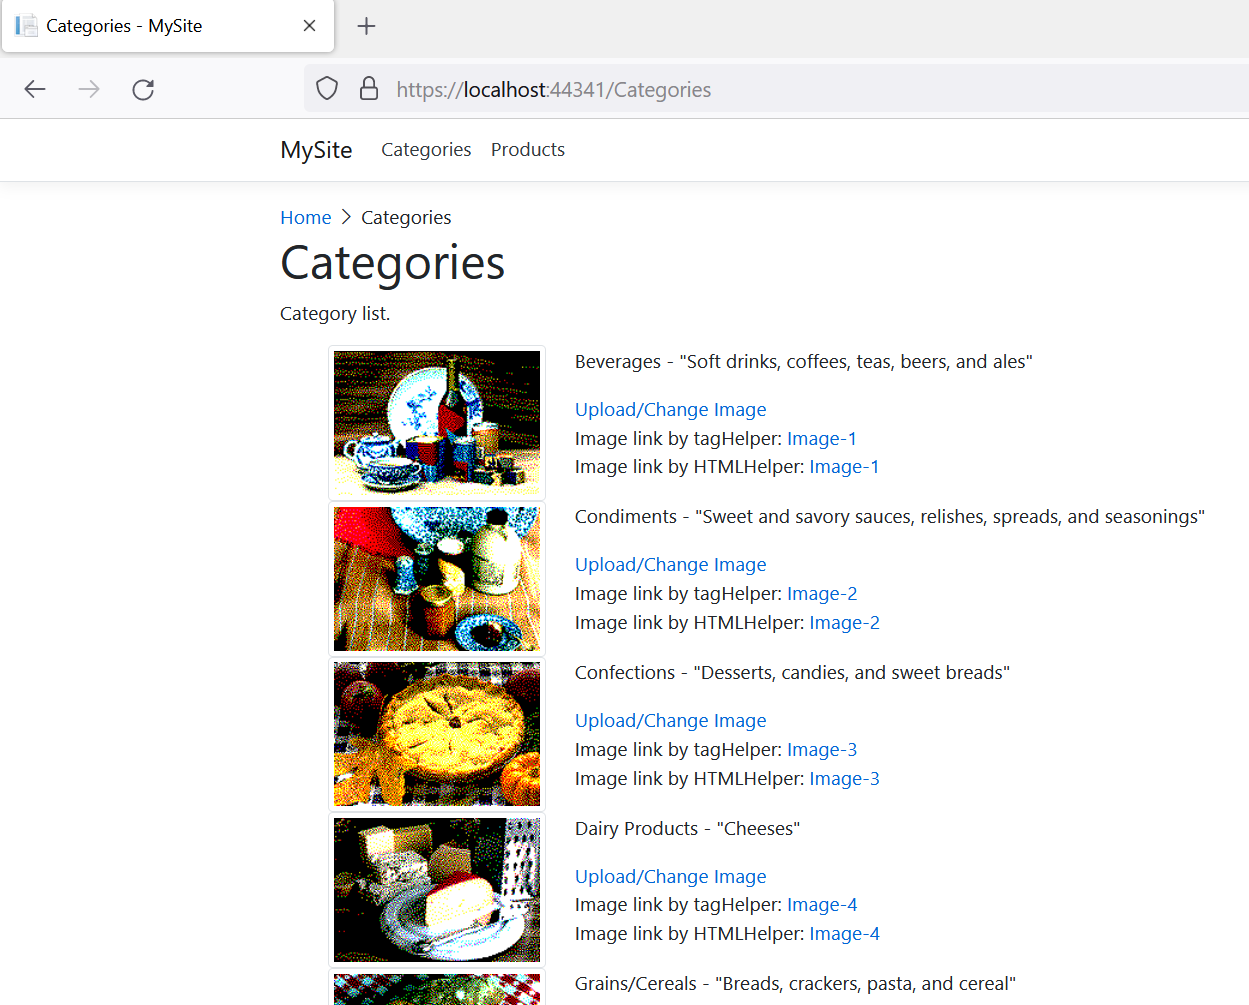 Categories - MySite
https://localhost:44341/Categories
MySite Categories Products
Home > Categories
Categories
Category list.
Beverages - "Soft drinks, coffees, teas, beers, and ales"
Upload/Change Image
Image link by tagHelper: Image-1
Image link by HTMLHelper: Image-1
Condiments - "Sweet and savory sauces, relishes, spreads, and seasonings"
Upload/Change Image
Image link by tagHelper: Image-2
Image link by HTMLHelper: Image-2
Confections - "Desserts, candies, and sweet breads"
Upload/Change Image
Image link by tagHelper: Image-3
Image link by HTMLHelper: Image-3
Dairy Products - "Cheeses"
Upload/Change Image
Image link by tagHelper: Image-4
Image link by HTMLHelper: Image-4
Grains/Cereals - "Breads, crackers, pasta, and cereal"